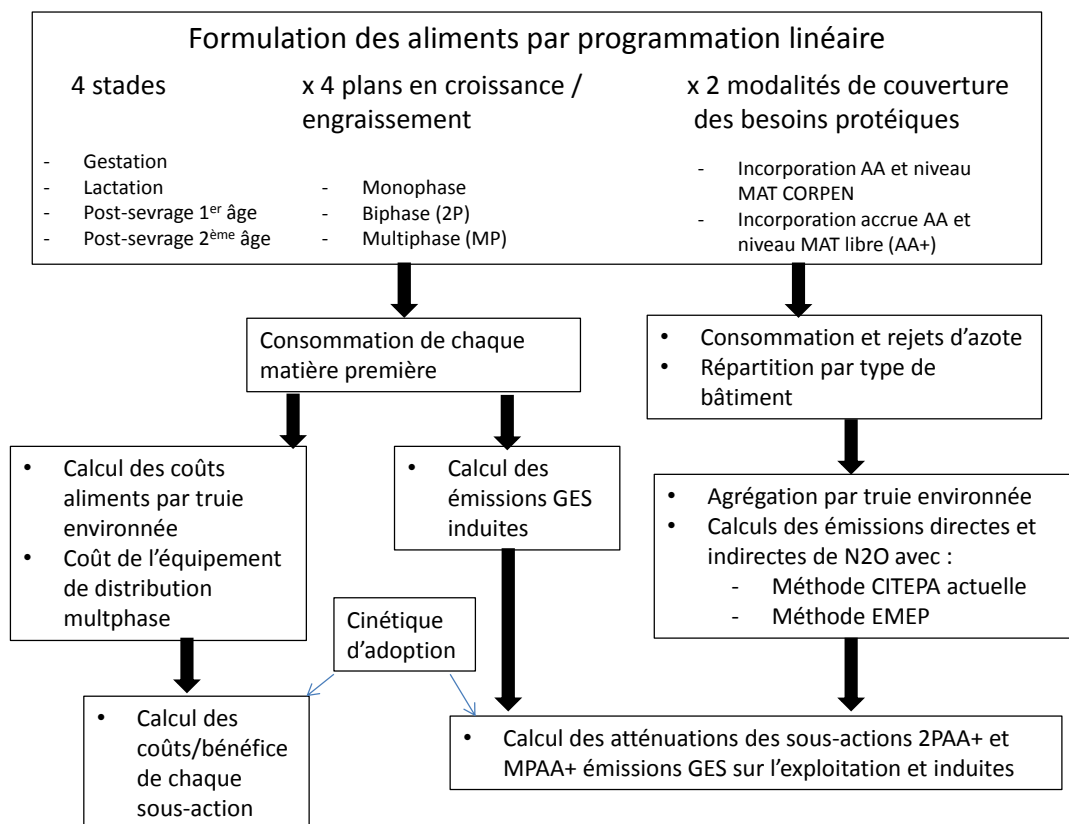 Formulation des aliments par programmation linéaire
4 stades
- Gestation
- Lactation
- Post-sevrage 1er âge
- Post-sevrage 2ème âge
x 4 plans en croissance /
engraissement
- Monophase
- Biphase (2P)
- Multiphase (MP)
x 2 modalités de couverture
des besoins protéiques
- Incorporation AA et niveau
MAT CORPEN
- Incorporation accrue AA et
niveau MAT libre (AA+)
Consommation de chaque
matière première
• Consommation et rejets d'azote
• Répartition par type de
bâtiment
• Calcul des coûts
aliments par truie
environnée
• Coût de l'équipement
de distribution
multphase
• Calcul des
émissions GES
induites
• Agrégation par truie environnée
• Calculs des émissions directes et
indirectes de N2O avec :
- Méthode CITEPA actuelle
- Méthode EMEP
Cinétique
d'adoption
• Calcul des
coûts/bénéfice
de chaque
sous-action
• Calcul des atténuations des sous-actions 2PAA+ et
MPAA+ émissions GES sur l'exploitation et induites